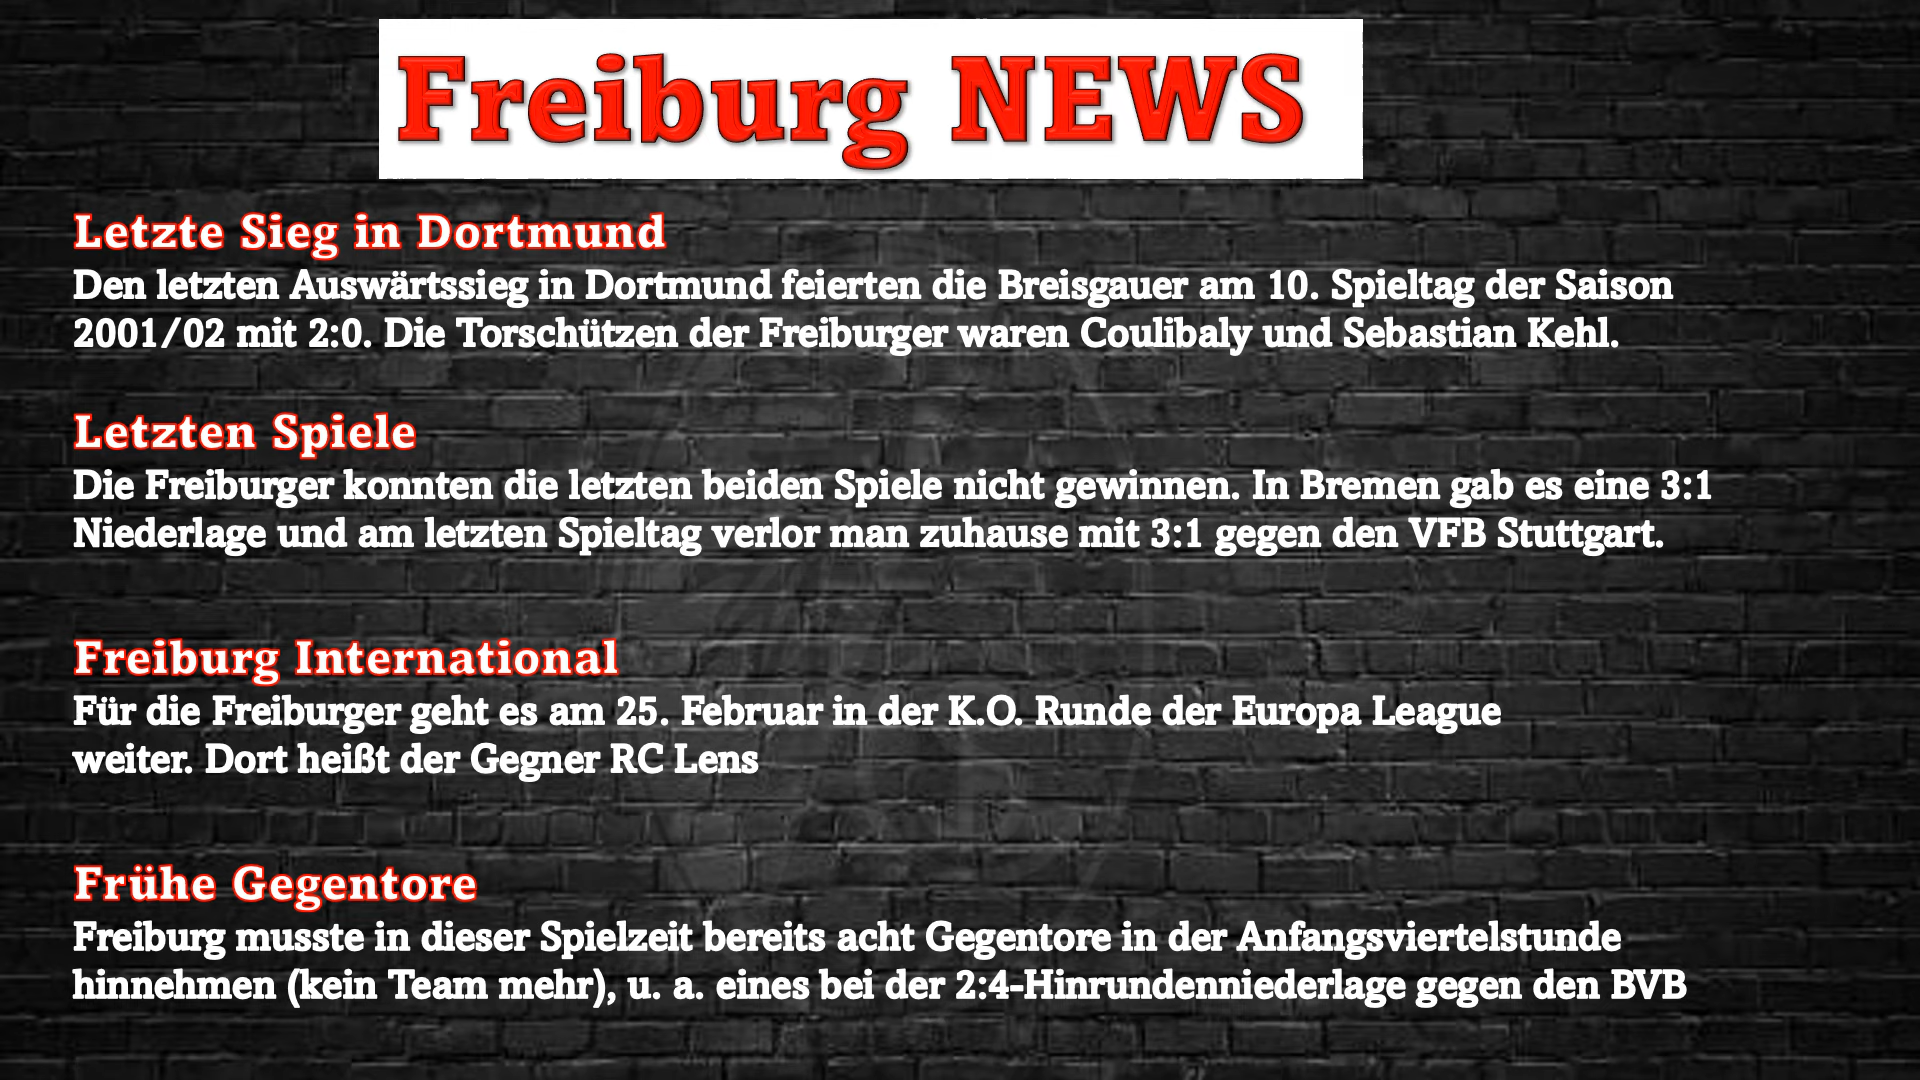 Freiburg NEWS
Letzte Sieg in Dortmund
Den letzten Auswärtssieg in Dortmund feierten die Breisgauer am 10. Spieltag der Saison
2001/02 mit 2:0. Die Torschützen der Freiburger waren Coulibaly und Sebastian Kehl.
Letzten Spiele
Die Freiburger konnten die letzten beiden Spiele nicht gewinnen. In Bremen gab es eine 3:1
Niederlage und am letzten Spieltag verlor man zuhause mit 3:1 gegen den VFB Stuttgart.
Freiburg International
Für die Freiburger geht es am 25. Februar in der K.O. Runde der Europa League
weiter. Dort heißt der Gegner RC Lens
Frühe Gegentore
Freiburg musste in dieser Spielzeit bereits acht Gegentore in der Anfangsviertelstunde
hinnehmen (kein Team mehr), u. a. eines bei der 2:4-Hinrundenniederlage gegen den BVB